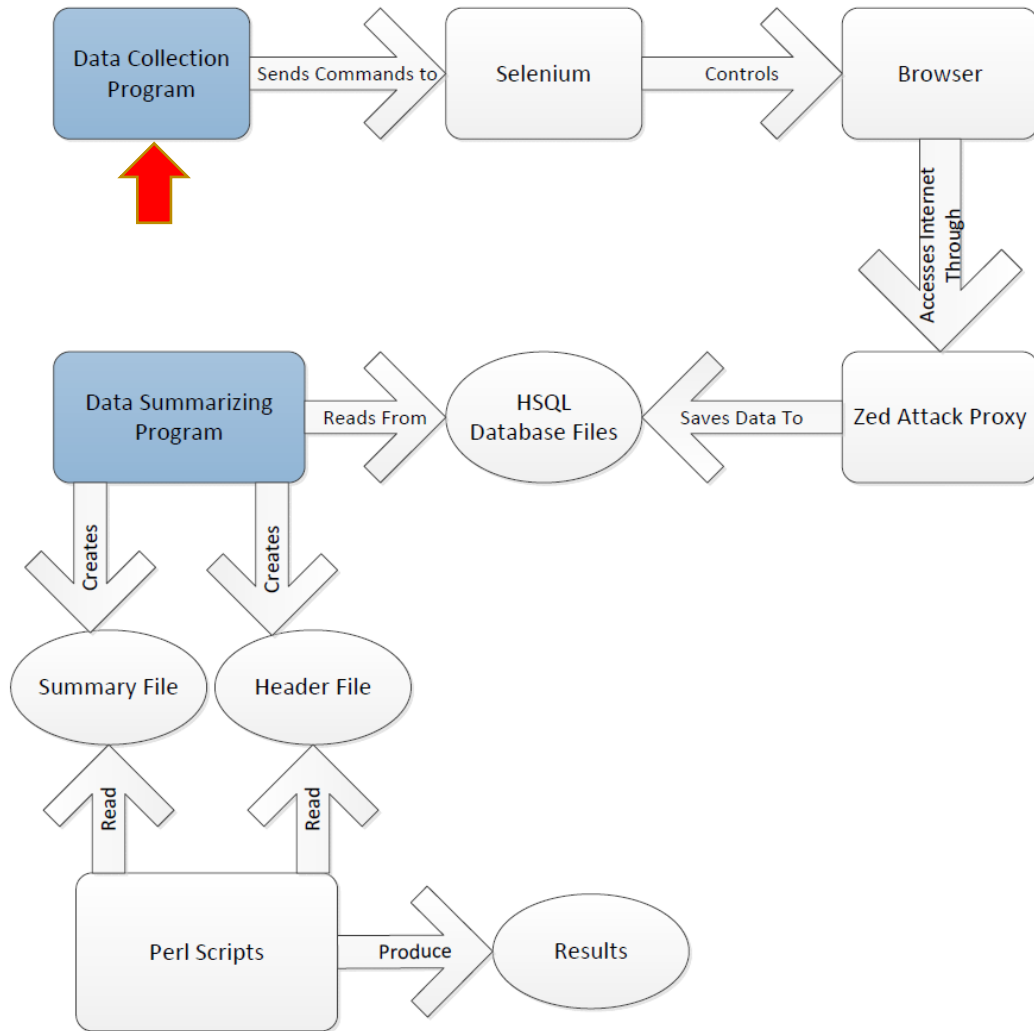 Data Collection
Program
Sends Commands to
Selenium
Controls
Browser
Accesses Internet
Through
Data Summarizing
Program
Reads From
HSQL
Database Files
Saves Data To
Zed Attack Proxy
Creates
Creates
Summary File
Header File
Read
Read
Perl Scripts
Produce
Results